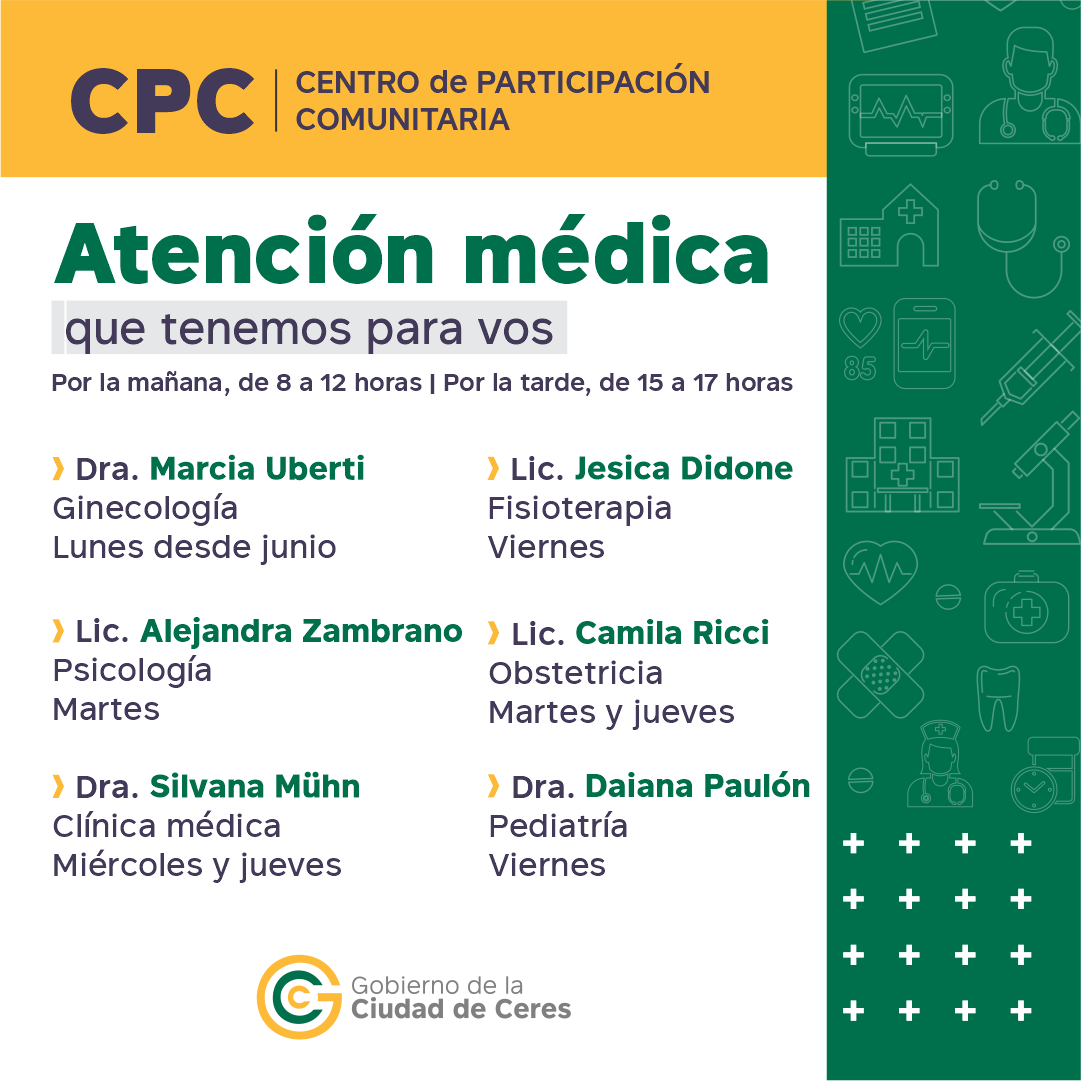 CPC
CENTRO de PARTICIPACIÓN
COMUNITARIA
Atención médica
que tenemos para vos
Por la mañana, de 8 a 12 horas | Por la tarde, de 15 a 17 horas
Dra. Marcia Uberti
Ginecología
Lunes desde junio
Lic. Jesica Didone
Fisioterapia
Viernes
Lic. Alejandra Zambrano
Psicología
Martes
Lic. Camila Ricci
Obstetricia
Martes y jueves
Dra. Silvana Mühn
Clínica médica
Miércoles y jueves
Dra. Daiana Paulón
Pediatría
Viernes
85
Gobierno de la
Ciudad de Ceres